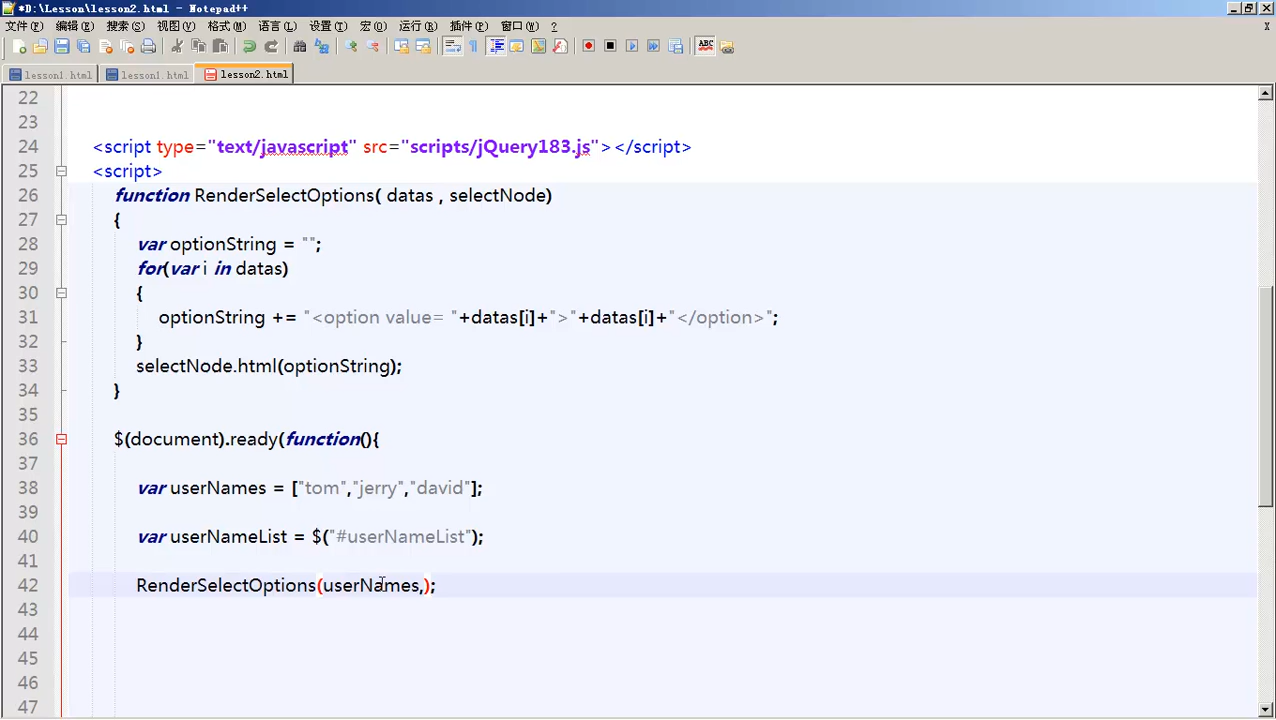 *D:\Lesson\lesson2.html - Notepad++
文件(F) 编辑(E) 搜索(S) 视图(V) 格式(M) 语言(L) 设置(T) 宏(O) 运行(R) 插件(P) 窗口(W) ?
X
ABC
lesson1.html lesson1.html lesson2.html
22
23
24 <script type="text/javascript" src="scripts/jQuery183.js"></script>
25 <script>
26 function RenderSelectOptions( datas , selectNode)
27 {
28 var optionString = "";
29 for(var i in datas)
30 {
31 optionString += "<option value= "+datas[i]+">"+datas[i]+"</option>";
32 }
33 selectNode.html(optionString);
34 }
35
36 $(document).ready(function(){
37
38 var userNames = ["tom","jerry","david"];
39
40 var userNameList = $("#userNameList");
41
42 RenderSelectOptions(userNames,);
43
44
45
46
47